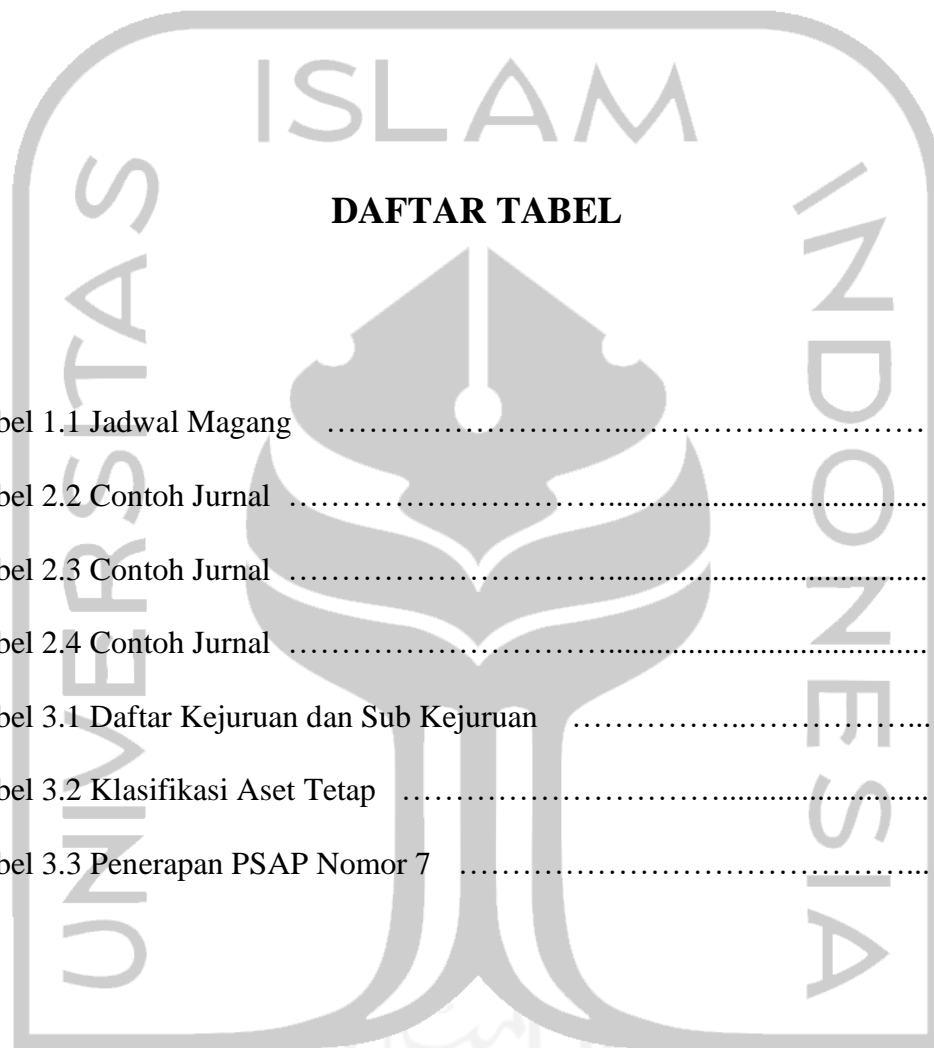 ISLAM
UNIVERSITAS
INDONESIA
DAFTAR TABEL
bel 1.1 Jadwal Magang …………………………...………………………
bel 2.2 Contoh Jurnal …………………………….............................................
bel 2.3 Contoh Jurnal …………………………….............................................
bel 2.4 Contoh Jurnal …………………………….............................................
bel 3.1 Daftar Kejuruan dan Sub Kejuruan ……………..……………...
bel 3.2 Klasifikasi Aset Tetap ……………………………..............................
bel 3.3 Penerapan PSAP Nomor 7 ………………………………………...